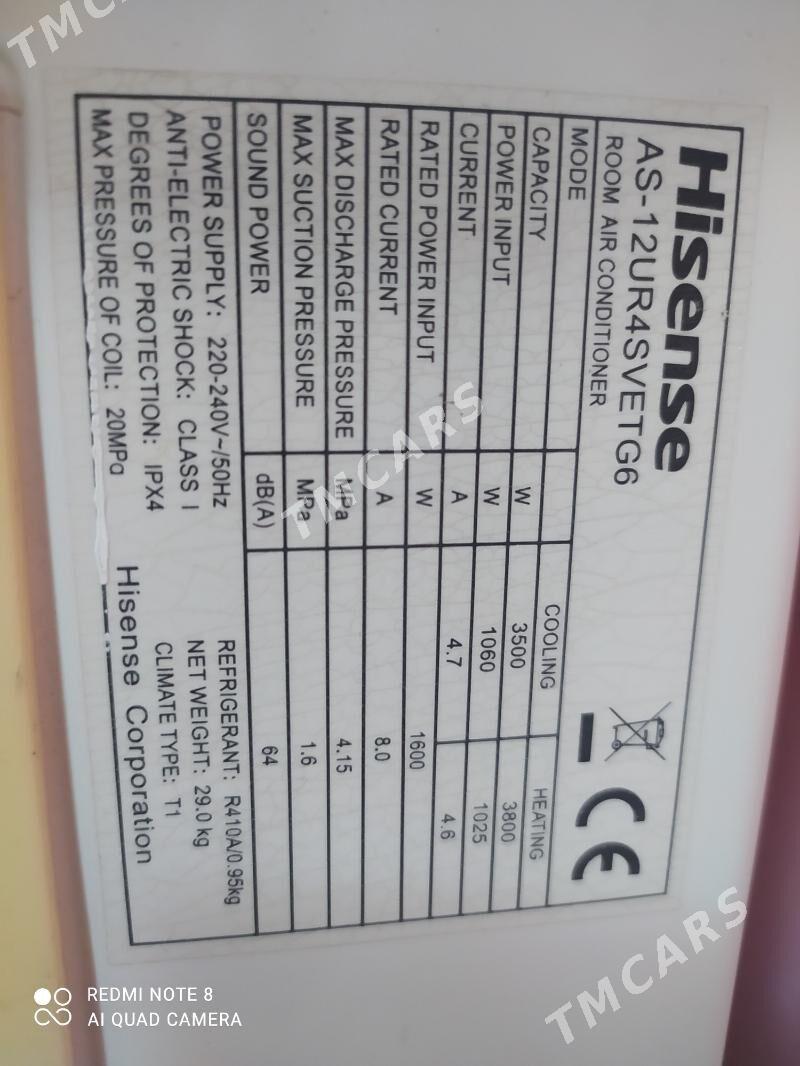 Hisense
AS-12UR4SVETG6
ROOM AIR CONDITIONER
CE
MODE COOLING HEATING
CAPACITY W 3500 3800
POWER INPUT W 1060 1025
CURRENT A 4.7 4.6
RATED POWER INPUT W 1600
RATED CURRENT A 8.0
MAX DISCHARGE PRESSURE MPa 4.15
MAX SUCTION PRESSURE MPa 1.6
SOUND POWER dB(A) 64
POWER SUPPLY: 220-240V~/50Hz REFRIGERANT: R410A/0.95kg
ANTI-ELECTRIC SHOCK: CLASS I NET WEIGHT: 29.0 kg
DEGREES OF PROTECTION: IPX4 CLIMATE TYPE: T1
MAX PRESSURE OF COIL: 20MPa Hisense Corporation
TMCARS
TMCARS
TMCARS
REDMI NOTE 8
AI QUAD CAMERA